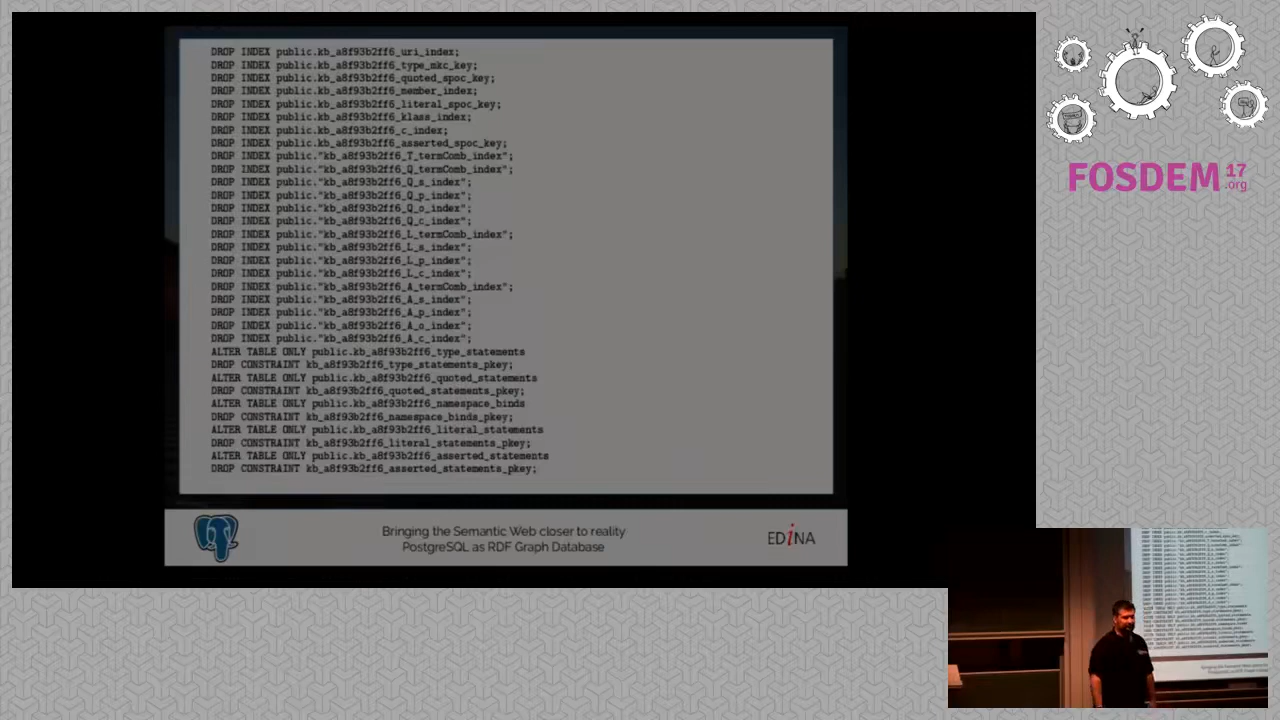 DROP INDEX public.kb_a8f93b2ff6_uri_index;
DROP INDEX public.kb_a8f93b2ff6_type_mkc_key;
DROP INDEX public.kb_a8f93b2ff6_quoted_spoc_key;
DROP INDEX public.kb_a8f93b2ff6_member_index;
DROP INDEX public.kb_a8f93b2ff6_literal_spoc_key;
DROP INDEX public.kb_a8f93b2ff6_klass_index;
DROP INDEX public.kb_a8f93b2ff6_c_index;
DROP INDEX public.kb_a8f93b2ff6_asserted_spoc_key;
DROP INDEX public."kb_a8f93b2ff6_T_termComb_index";
DROP INDEX public."kb_a8f93b2ff6_Q_termComb_index";
DROP INDEX public."kb_a8f93b2ff6_Q_s_index";
DROP INDEX public."kb_a8f93b2ff6_Q_p_index";
DROP INDEX public."kb_a8f93b2ff6_Q_o_index";
DROP INDEX public."kb_a8f93b2ff6_Q_c_index";
DROP INDEX public."kb_a8f93b2ff6_L_termComb_index";
DROP INDEX public."kb_a8f93b2ff6_L_s_index";
DROP INDEX public."kb_a8f93b2ff6_L_p_index";
DROP INDEX public."kb_a8f93b2ff6_L_c_index";
DROP INDEX public."kb_a8f93b2ff6_A_termComb_index";
DROP INDEX public."kb_a8f93b2ff6_A_s_index";
DROP INDEX public."kb_a8f93b2ff6_A_p_index";
DROP INDEX public."kb_a8f93b2ff6_A_o_index";
DROP INDEX public."kb_a8f93b2ff6_A_c_index";
ALTER TABLE ONLY public.kb_a8f93b2ff6_type_statements
DROP CONSTRAINT kb_a8f93b2ff6_type_statements_pkey;
ALTER TABLE ONLY public.kb_a8f93b2ff6_quoted_statements
DROP CONSTRAINT kb_a8f93b2ff6_quoted_statements_pkey;
ALTER TABLE ONLY public.kb_a8f93b2ff6_namespace_binds
DROP CONSTRAINT kb_a8f93b2ff6_namespace_binds_pkey;
ALTER TABLE ONLY public.kb_a8f93b2ff6_literal_statements
DROP CONSTRAINT kb_a8f93b2ff6_literal_statements_pkey;
ALTER TABLE ONLY public.kb_a8f93b2ff6_asserted_statements
DROP CONSTRAINT kb_a8f93b2ff6_asserted_statements_pkey;
Bringing the Semantic Web closer to reality
PostgreSQL as RDF Graph Database
EDiNA
FOSDEM 17
.org